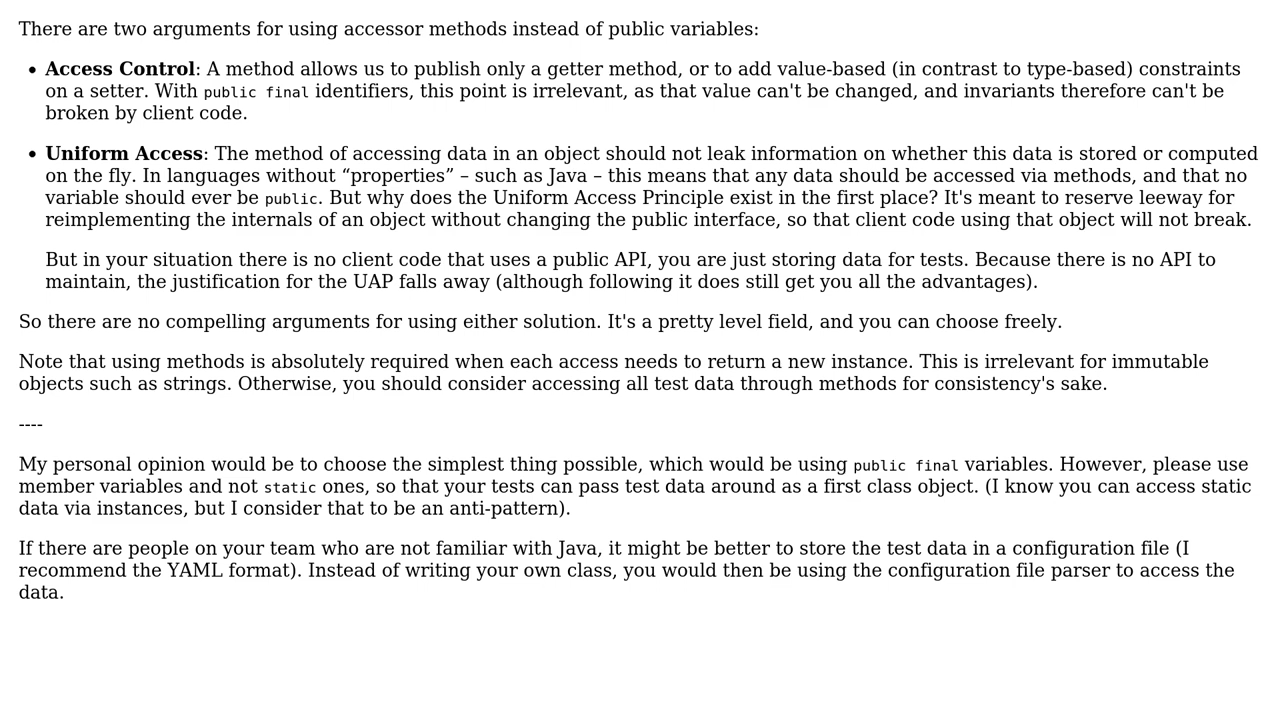 There are two arguments for using accessor methods instead of public variables:
• Access Control: A method allows us to publish only a getter method, or to add value-based (in contrast to type-based) constraints
on a setter. With public final identifiers, this point is irrelevant, as that value can't be changed, and invariants therefore can't be
broken by client code.
• Uniform Access: The method of accessing data in an object should not leak information on whether this data is stored or computed
on the fly. In languages without “properties” – such as Java – this means that any data should be accessed via methods, and that no
variable should ever be public. But why does the Uniform Access Principle exist in the first place? It's meant to reserve leeway for
reimplementing the internals of an object without changing the public interface, so that client code using that object will not break.
But in your situation there is no client code that uses a public API, you are just storing data for tests. Because there is no API to
maintain, the justification for the UAP falls away (although following it does still get you all the advantages).
So there are no compelling arguments for using either solution. It's a pretty level field, and you can choose freely.
Note that using methods is absolutely required when each access needs to return a new instance. This is irrelevant for immutable
objects such as strings. Otherwise, you should consider accessing all test data through methods for consistency's sake.
----
My personal opinion would be to choose the simplest thing possible, which would be using public final variables. However, please use
member variables and not static ones, so that your tests can pass test data around as a first class object. (I know you can access static
data via instances, but I consider that to be an anti-pattern).
If there are people on your team who are not familiar with Java, it might be better to store the test data in a configuration file (I
recommend the YAML format). Instead of writing your own class, you would then be using the configuration file parser to access the
data.